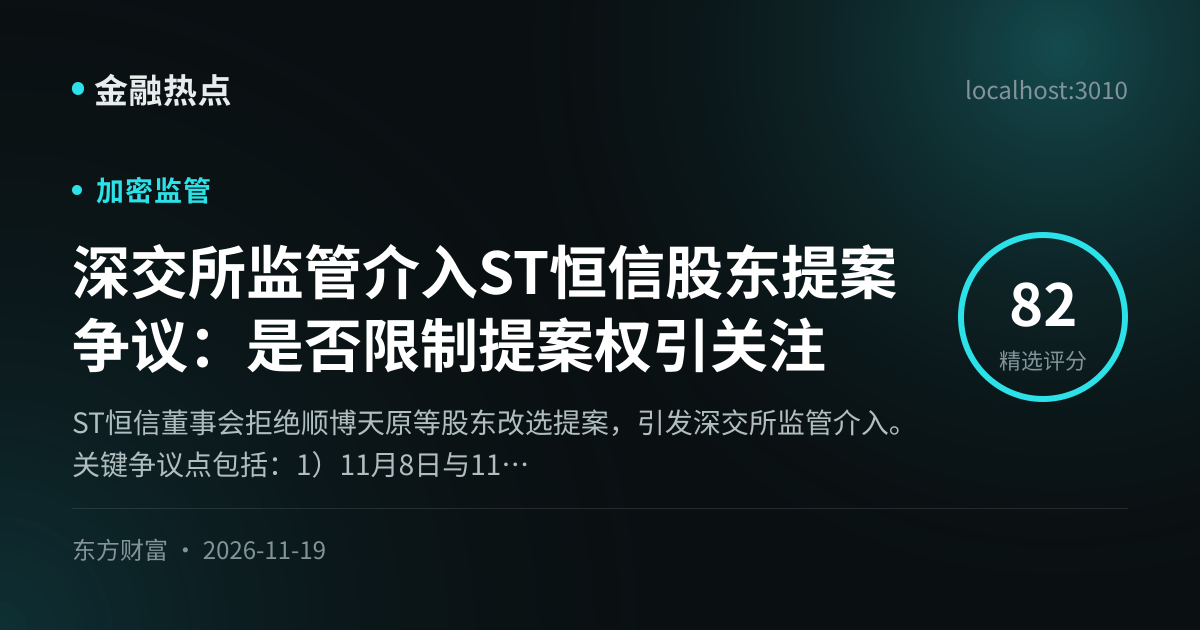 金融热点
localhost:3010
加密监管
深交所监管介入ST恒信股东提案
争议：是否限制提案权引关注
82
精选评分
ST恒信董事会拒绝顺博天原等股东改选提案，引发深交所监管介入。
关键争议点包括：1）11月8日与11…
东方财富 • 2026-11-19